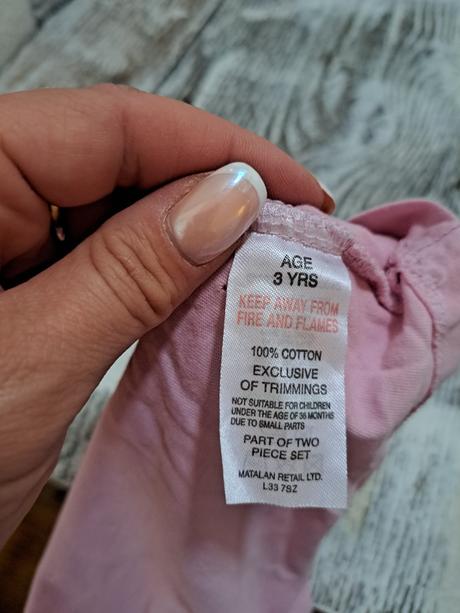 AGE
3 YRS
KEEP AWAY FROM
FIRE AND FLAMES
100% COTTON
EXCLUSIVE
OF TRIMMINGS
NOT SUITABLE FOR CHILDREN
UNDER THE AGE OF 36 MONTHS
DUE TO SMALL PARTS
PART OF TWO
PIECE SET
MATALAN RETAIL LTD.
L33 7SZ